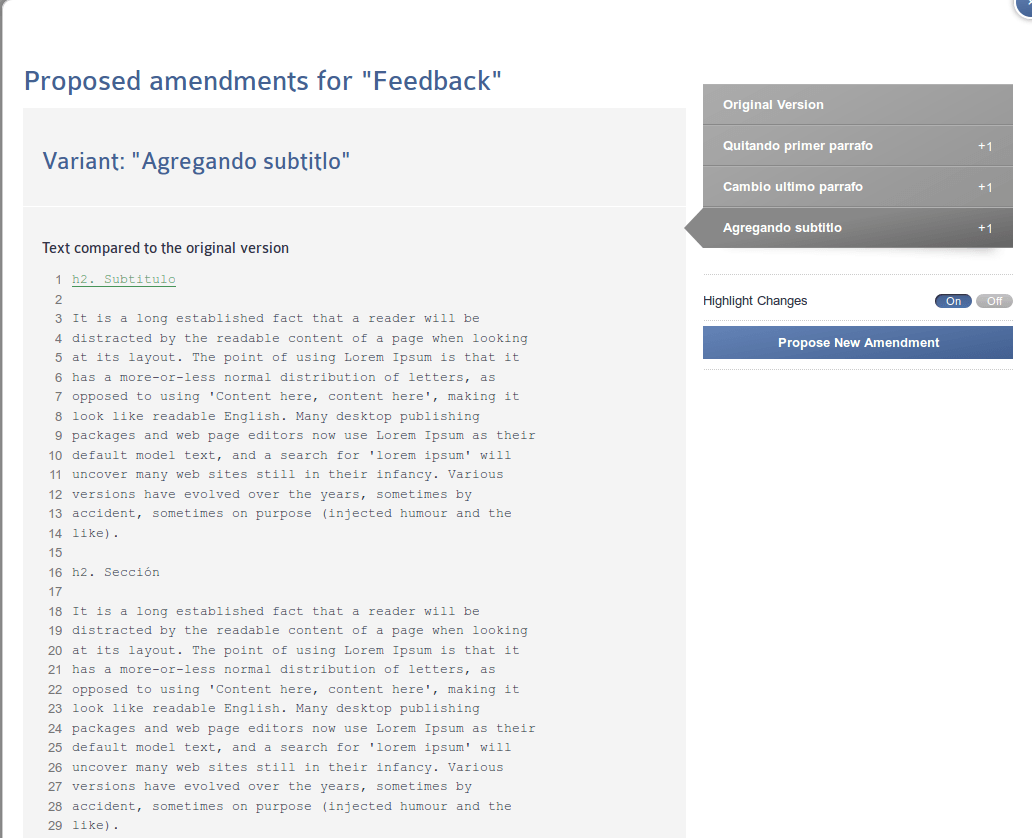 Proposed amendments for "Feedback"
Variant: "Agregando subtitlo"
Text compared to the original version
1 h2. Subtitulo
2
3 It is a long established fact that a reader will be
4 distracted by the readable content of a page when looking
5 at its layout. The point of using Lorem Ipsum is that it
6 has a more-or-less normal distribution of letters, as
7 opposed to using 'Content here, content here', making it
8 look like readable English. Many desktop publishing
9 packages and web page editors now use Lorem Ipsum as their
10 default model text, and a search for 'lorem ipsum' will
11 uncover many web sites still in their infancy. Various
12 versions have evolved over the years, sometimes by
13 accident, sometimes on purpose (injected humour and the
14 like).
15
16 h2. Sección
17
18 It is a long established fact that a reader will be
19 distracted by the readable content of a page when looking
20 at its layout. The point of using Lorem Ipsum is that it
21 has a more-or-less normal distribution of letters, as
22 opposed to using 'Content here, content here', making it
23 look like readable English. Many desktop publishing
24 packages and web page editors now use Lorem Ipsum as their
25 default model text, and a search for 'lorem ipsum' will
26 uncover many web sites still in their infancy. Various
27 versions have evolved over the years, sometimes by
28 accident, sometimes on purpose (injected humour and the
29 like).
Original Version
Quitando primer parrafo +1
Cambio ultimo parrafo +1
Agregando subtitlo +1
Highlight Changes On Off
Propose New Amendment